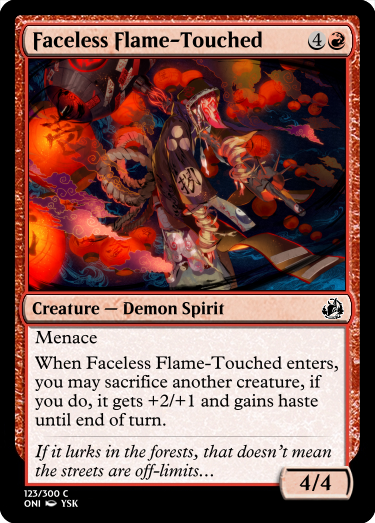 Faceless Flame-Touched 4
Creature — Demon Spirit
Menace
When Faceless Flame-Touched enters,
you may sacrifice another creature, if
you do, it gets +2/+1 and gains haste
until end of turn.
If it lurks in the forests, that doesn't mean
the streets are off-limits…
4/4
123/300 C
ONI YSK